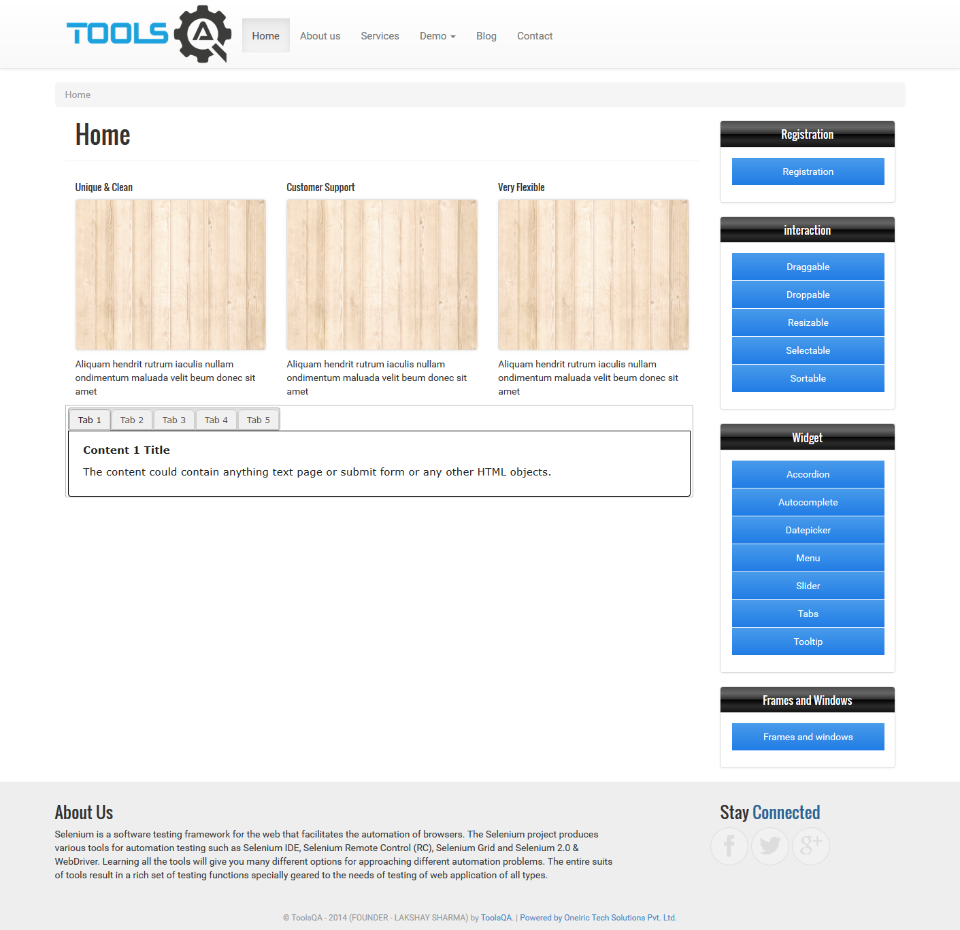 TOOLS QA
Home
About us
Services
Demo
Blog
Contact
Home
Home
Unique & Clean
Aliquam hendrit rutrum iaculis nullam
ondimentum maluada velit beum donec sit
amet
Customer Support
Aliquam hendrit rutrum iaculis nullam
ondimentum maluada velit beum donec sit
amet
Very Flexible
Aliquam hendrit rutrum iaculis nullam
ondimentum maluada velit beum donec sit
amet
Tab 1
Tab 2
Tab 3
Tab 4
Tab 5
Content 1 Title
The content could contain anything text page or submit form or any other HTML objects.
Registration
Registration
interaction
Draggable
Droppable
Resizable
Selectable
Sortable
Widget
Accordion
Autocomplete
Datepicker
Menu
Slider
Tabs
Tooltip
Frames and Windows
Frames and windows
About Us
Selenium is a software testing framework for the web that facilitates the automation of browsers. The Selenium project produces
various tools for automation testing such as Selenium IDE, Selenium Remote Control (RC), Selenium Grid and Selenium 2.0 &
WebDriver. Learning all the tools will give you many different options for approaching different automation problems. The entire suits
of tools result in a rich set of testing functions specially geared to the needs of testing of web application of all types.
Stay Connected
© ToolsQA - 2014 (FOUNDER - LAKSHAY SHARMA) by ToolsQA. | Powered by Oneiric Tech Solutions Pvt. Ltd.